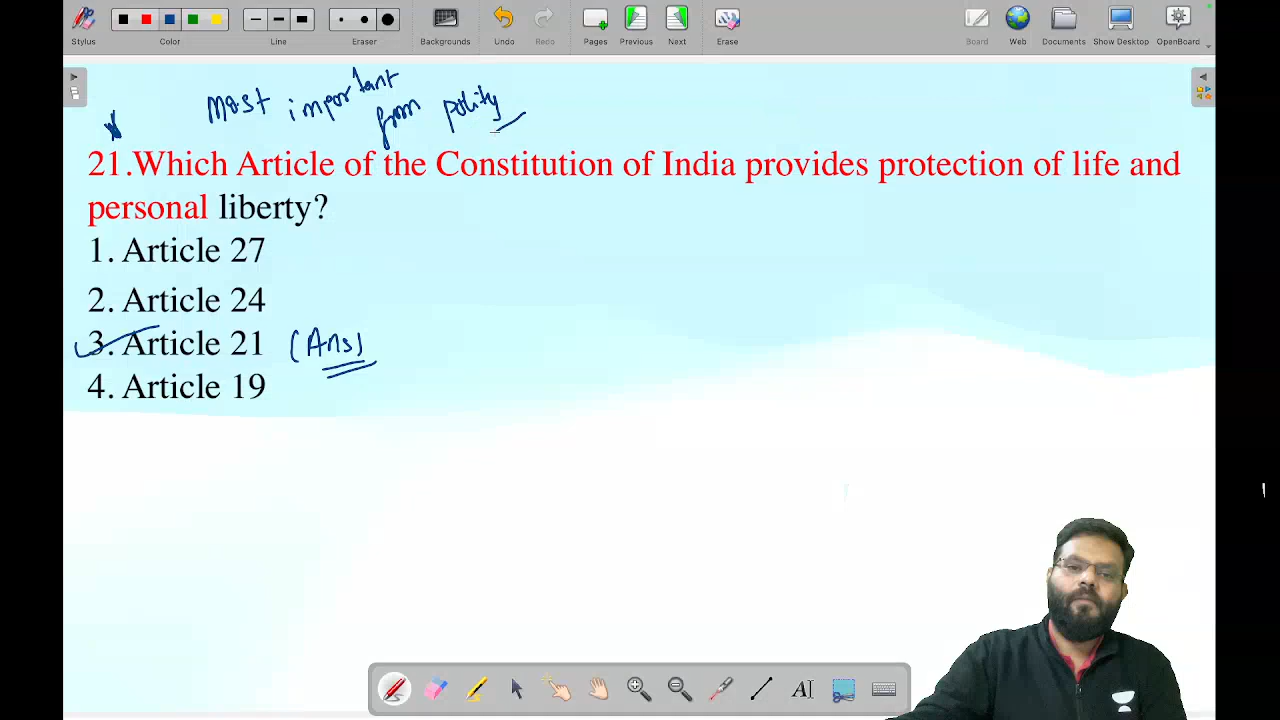 Stylus Color Line Eraser Backgrounds Undo Redo Pages Previous Next Erase Board Web Documents Show Desktop OpenBoard
most important from polity
21.Which Article of the Constitution of India provides protection of life and
personal liberty?
1. Article 27
2. Article 24
3. Article 21 (Ans)
4. Article 19